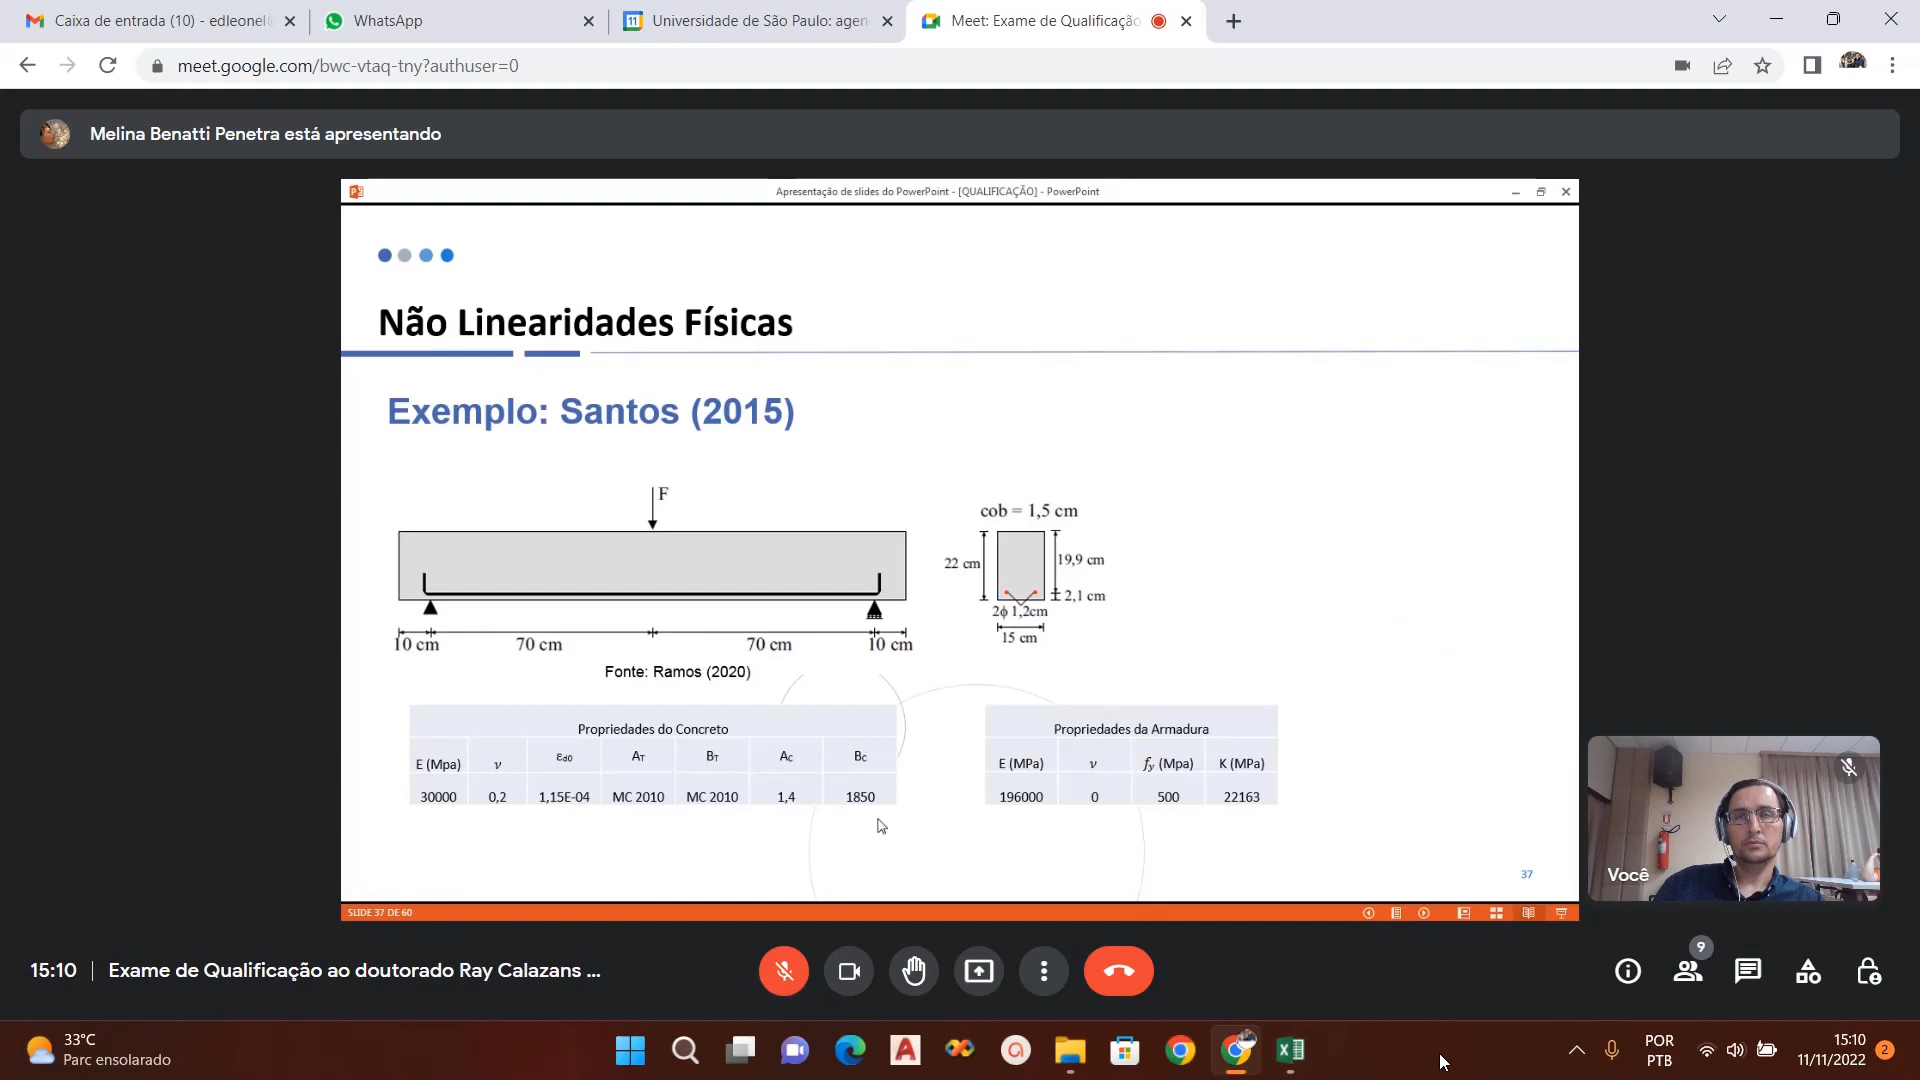 Caixa de entrada (10) - edleonel
WhatsApp
Universidade de São Paulo: agen
Meet: Exame de Qualificação
meet.google.com/bwc-vtaq-tny?authuser=0
Melina Benatti Penetra está apresentando
Apresentação de slides do PowerPoint - [QUALIFICAÇÃO] - PowerPoint
Não Linearidades Físicas
Exemplo: Santos (2015)
F
cob = 1,5 cm
22 cm
19,9 cm
2,1 cm
2ϕ 1,2cm
15 cm
10 cm
70 cm
70 cm
10 cm
Fonte: Ramos (2020)
Propriedades do Concreto
E (Mpa) ν εd0 AT BT AC BC
30000 0,2 1,15E-04 MC 2010 MC 2010 1,4 1850
Propriedades da Armadura
E (MPa) ν fy (Mpa) K (MPa)
196000 0 500 22163
37
SLIDE 37 DE 60
Você
15:10
Exame de Qualificação ao doutorado Ray Calazans ...
9
33°C
Parc ensolarado
POR
PTB
15:10
11/11/2022
2